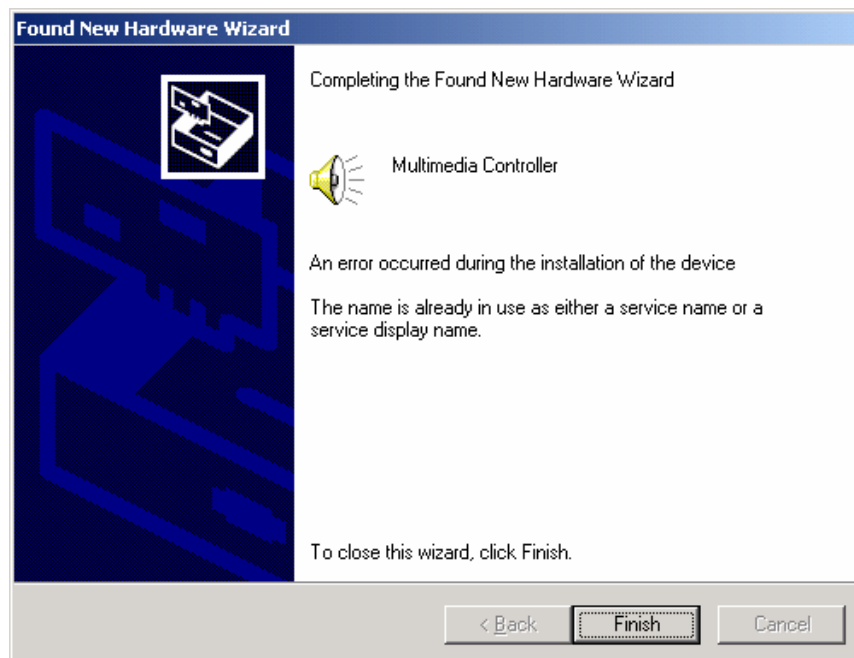 Found New Hardware Wizard
Completing the Found New Hardware Wizard
Multimedia Controller
An error occurred during the installation of the device
The name is already in use as either a service name or a
service display name.
To close this wizard, click Finish.
< Back
Finish
Cancel